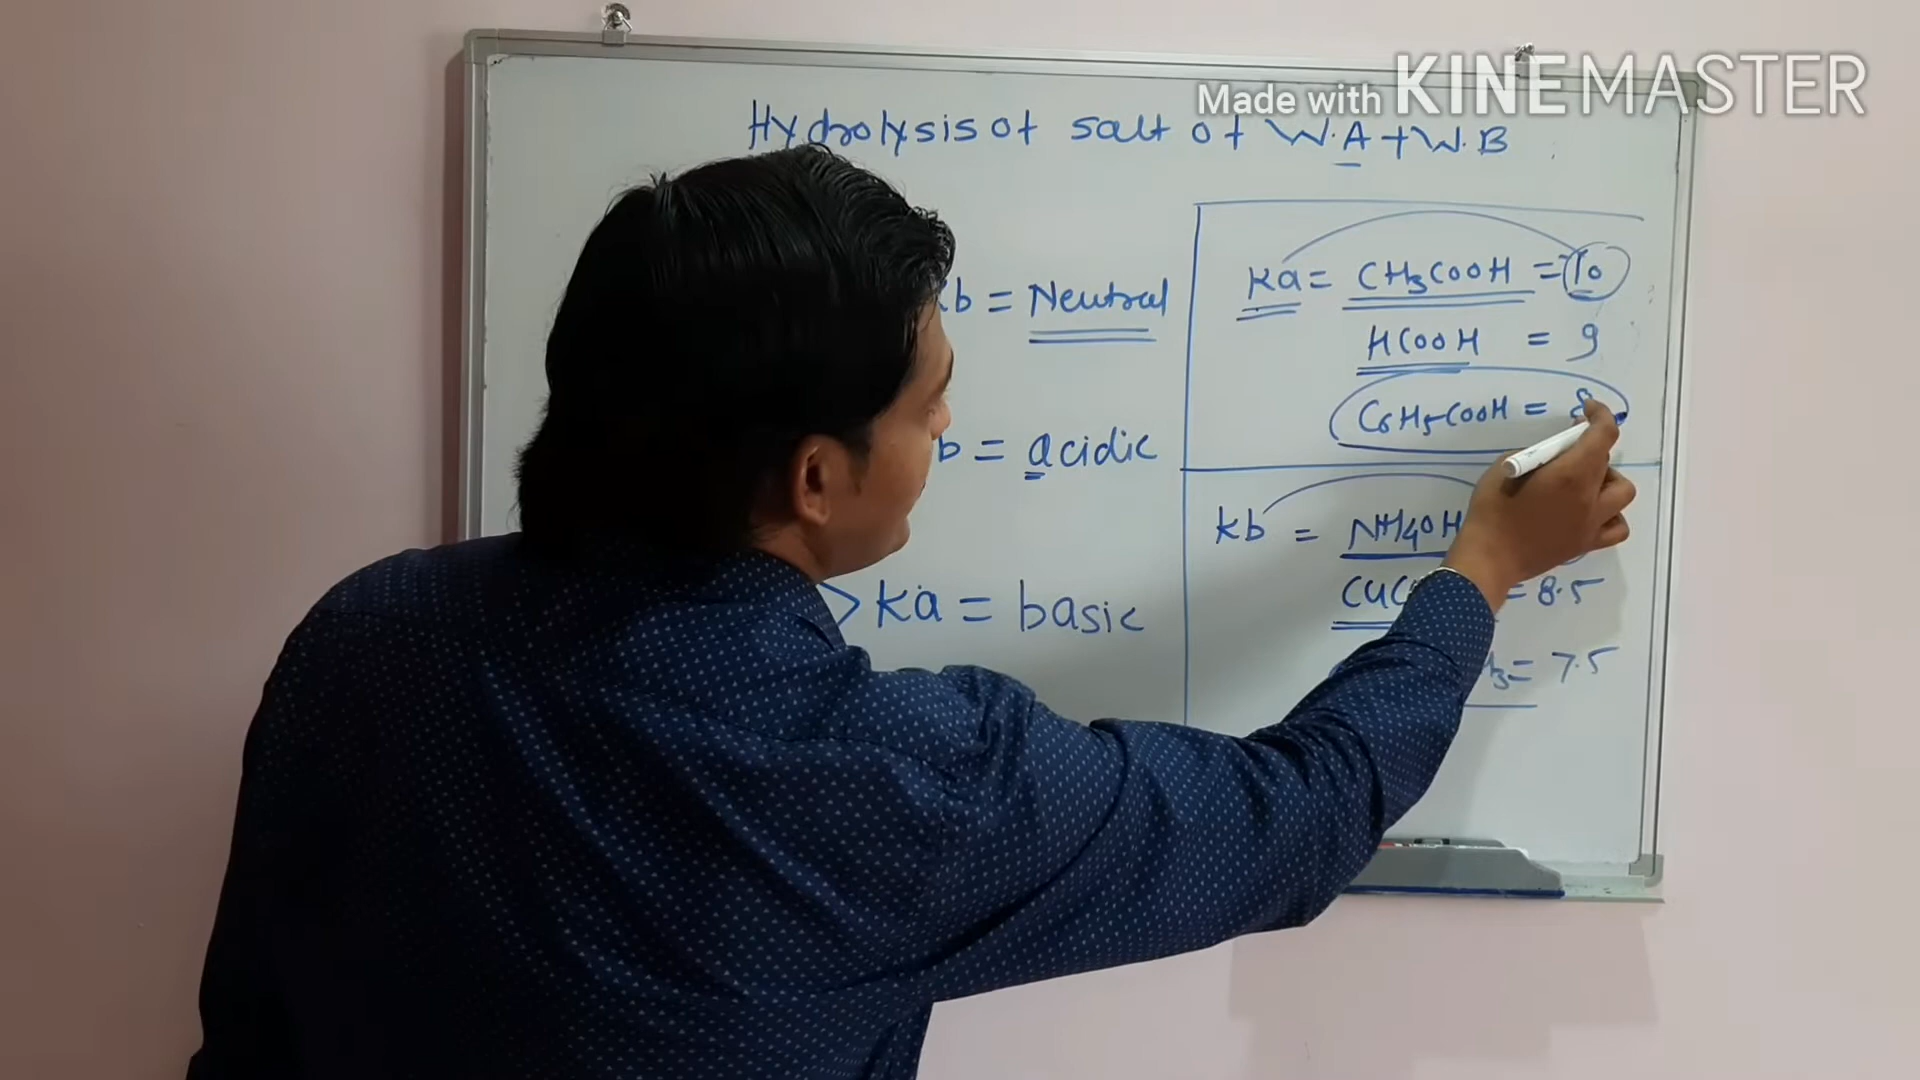 Made with KINEMASTER
Hydrolysis of salt of W.A+W.B
b = Neutral
b = acidic
> ka = basic
ka = CH3COOH = 10
HCOOH = 9
C6H5COOH = 8
kb = NH4OH
= 8.5
= 7.5